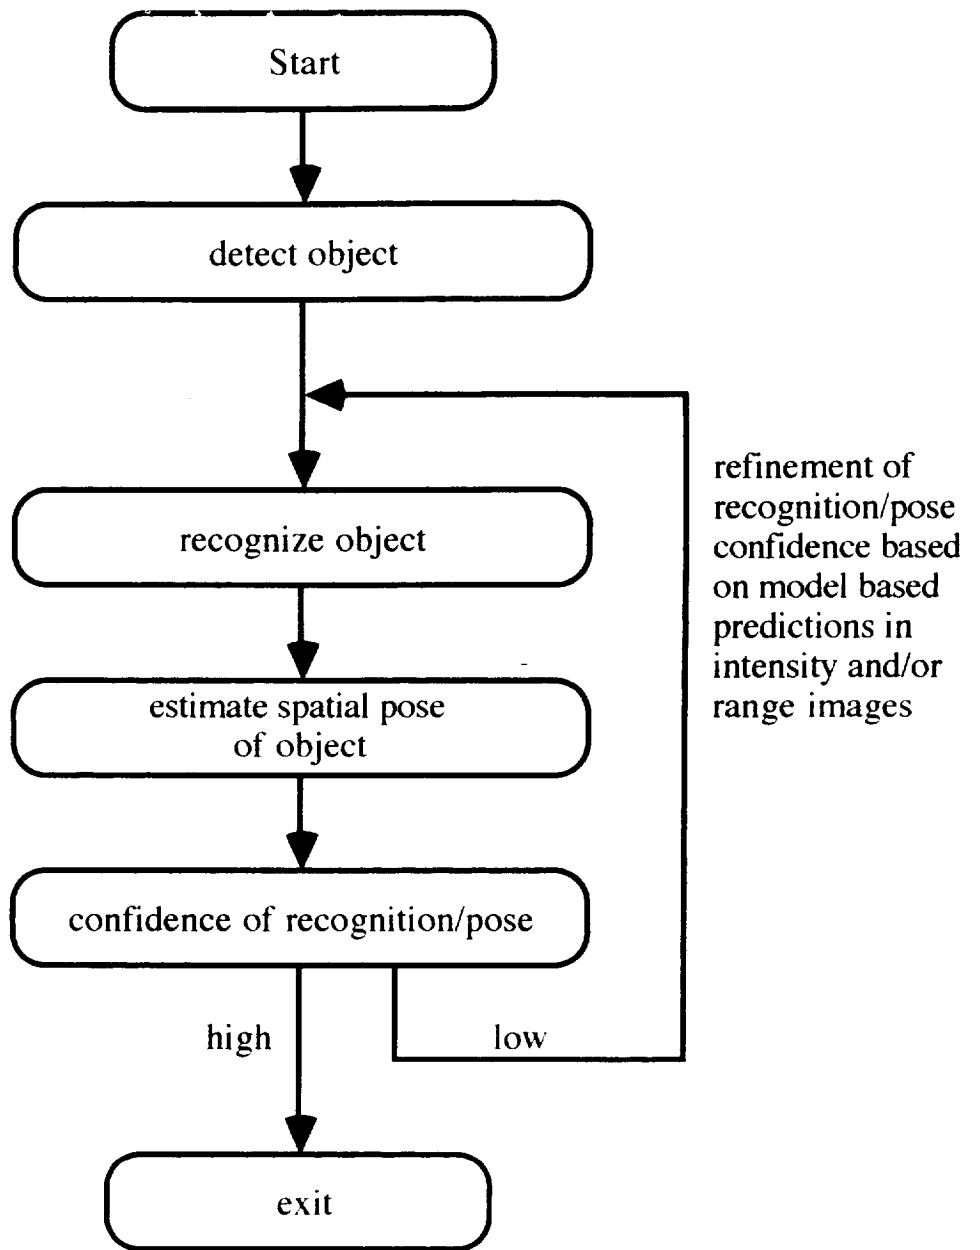 Start
detect object
recognize object
estimate spatial pose
of object
confidence of recognition/pose
refinement of
recognition/pose
confidence based
on model based
predictions in
intensity and/or
range images
high
low
exit